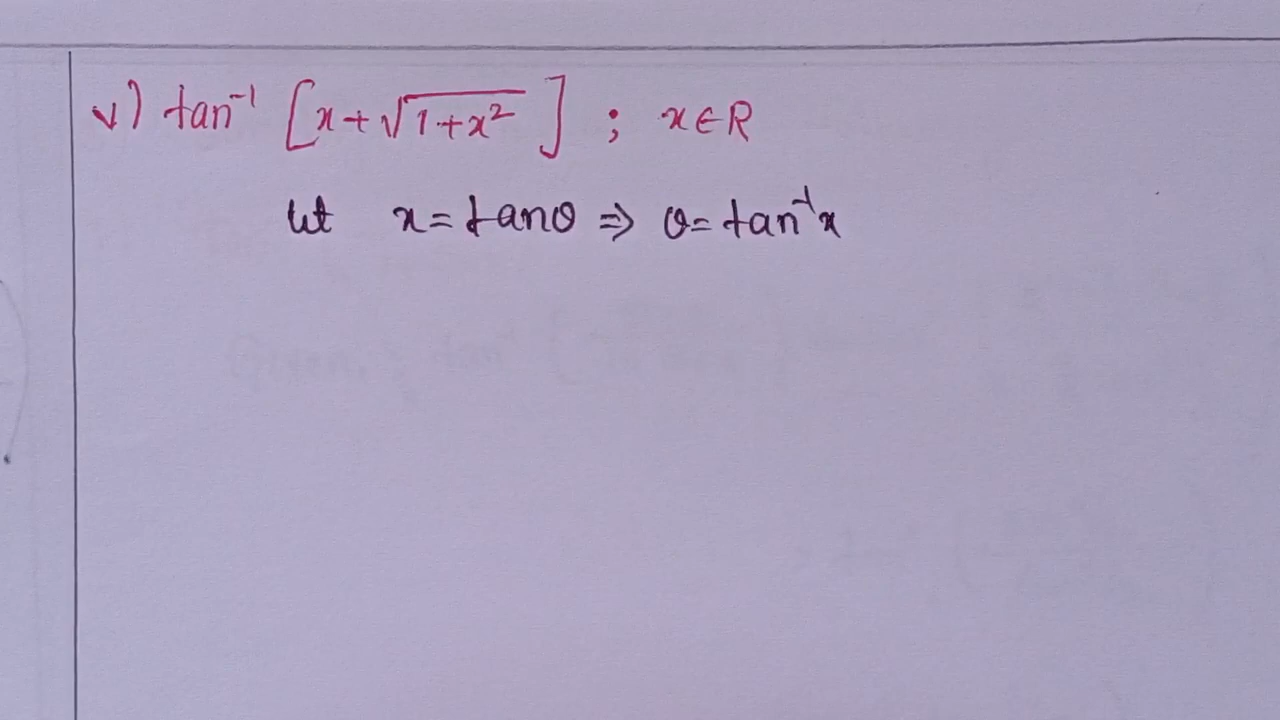 v) tan⁻¹ [x+√1+x²] ; x∈R
let x=tanθ ⇒ θ=tan⁻¹x